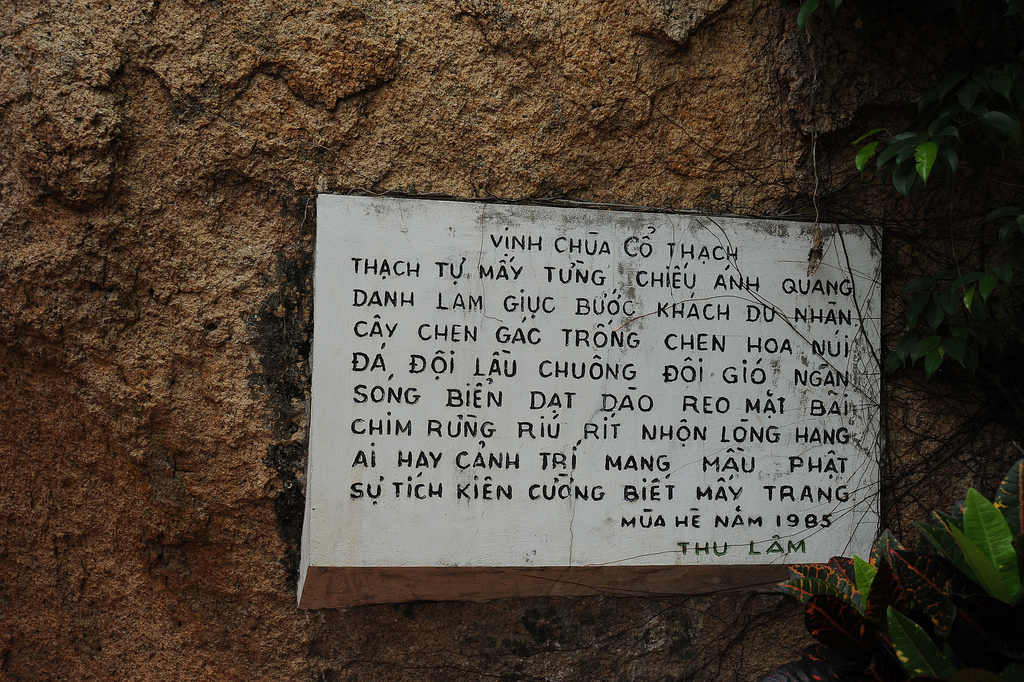 VỊNH CHÙA CỔ THẠCH
THẠCH TỰ MẤY TỪNG CHIẾU ÁNH QUANG
DANH LAM GIỤC BƯỚC KHÁCH DU NHÀN
CÂY CHEN GÁC TRỐNG CHEN HOA NÚI
ĐÁ ĐỘI LẦU CHUÔNG ĐỘI GIÓ NGÀN
SÓNG BIỂN DẠT DÀO REO MẶT BÃI
CHIM RỪNG RÍU RÍT NHỘN LÒNG HANG
AI HAY CẢNH TRÍ MANG MẦU PHẬT
SỰ TÍCH KIÊN CƯỜNG BIẾT MẤY TRANG
MÙA HÈ NĂM 1985
THU LÂM